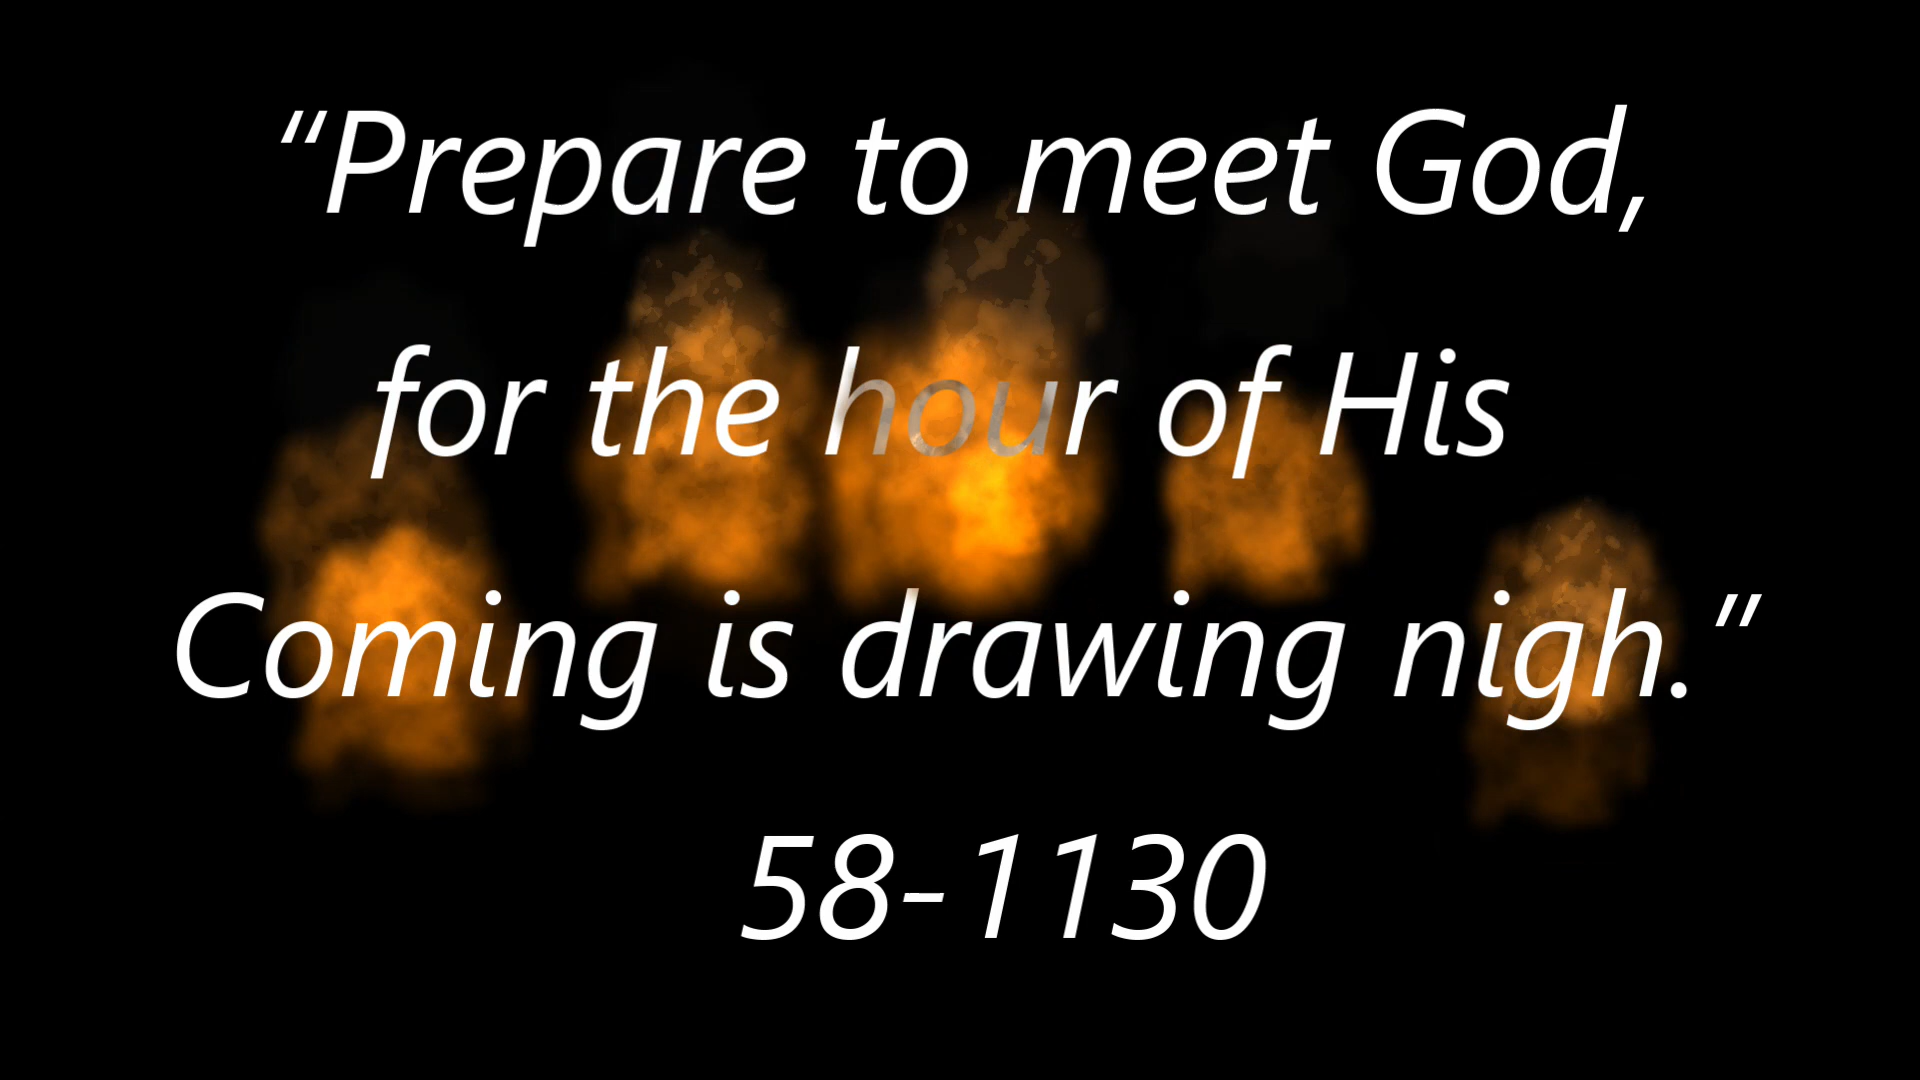 “Prepare to meet God,
for the hour of His
Coming is drawing nigh.”
58-1130